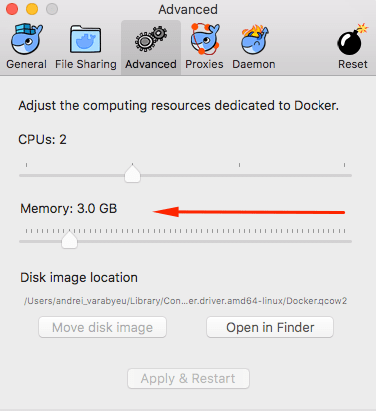 Advanced
General
File Sharing
Advanced
Proxies
Daemon
Reset
Adjust the computing resources dedicated to Docker.
CPUs: 2
Memory: 3.0 GB
Disk image location
/Users/andrei_varabyeu/Library/Con...er.driver.amd64-linux/Docker.qcow2
Move disk image
Open in Finder
Apply & Restart